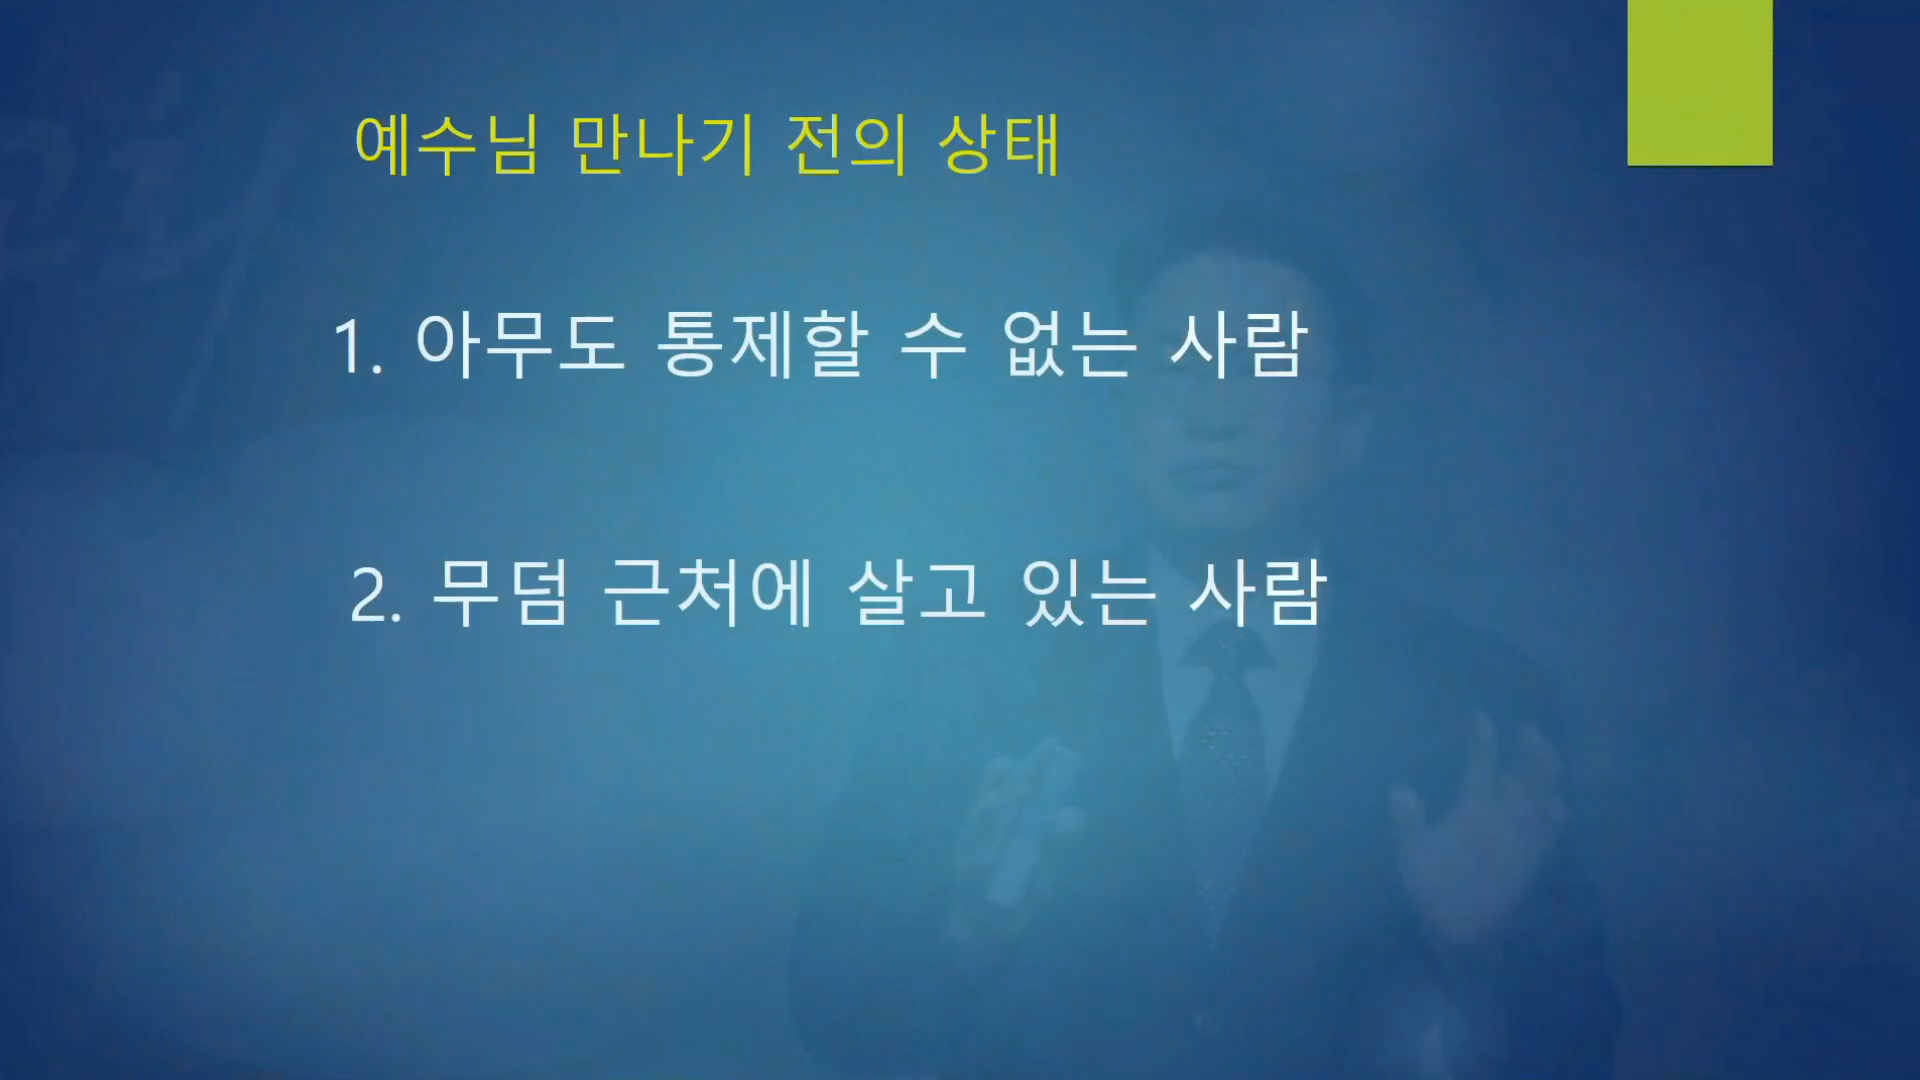 예수님 만나기 전의 상태
1. 아무도 통제할 수 없는 사람
2. 무덤 근처에 살고 있는 사람